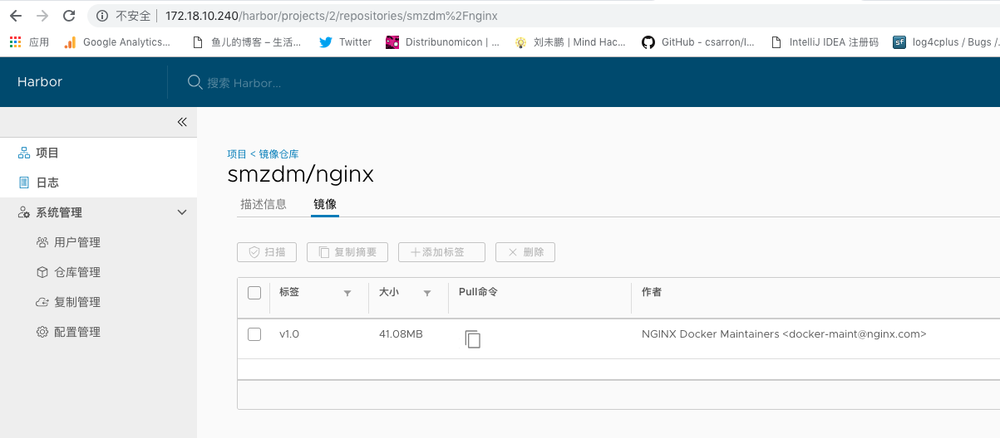 不安全 172.18.10.240/harbor/projects/2/repositories/smzdm%2Fnginx
应用 Google Analytics... 鱼儿的博客 – 生活... Twitter Distribunomicon | ... 刘未鹏 | Mind Hac... GitHub - csarron/I... IntelliJ IDEA 注册码 sf log4cplus / Bugs /...
Harbor 搜索 Harbor...
项目
日志
系统管理
用户管理
仓库管理
复制管理
配置管理
项目 < 镜像仓库
smzdm/nginx
描述信息 镜像
扫描 复制摘要 添加标签 删除
标签 大小 Pull命令 作者
v1.0 41.08MB NGINX Docker Maintainers <docker-maint@nginx.com>